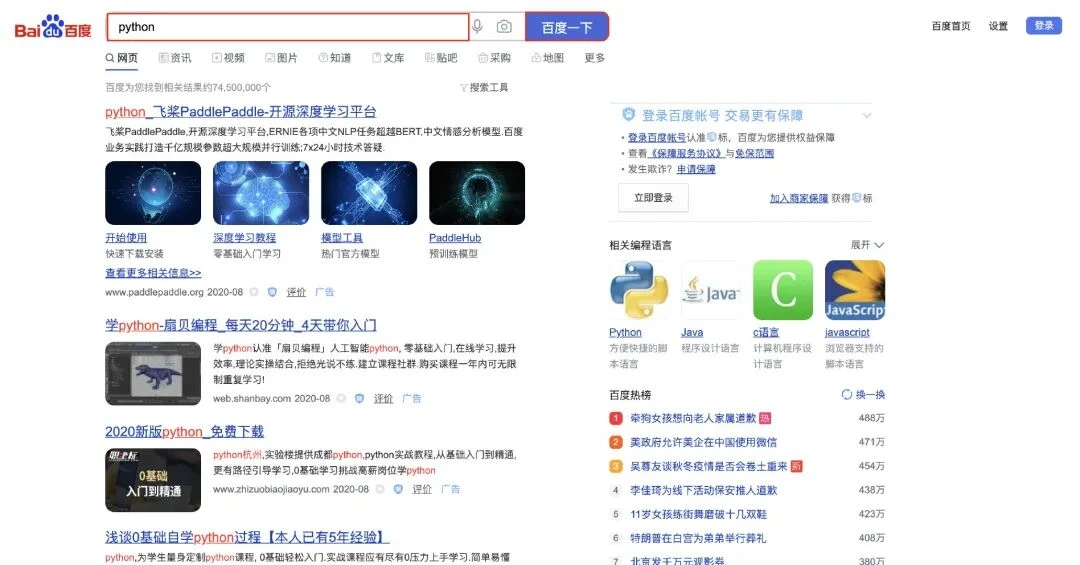 Bai du 百度
python
百度一下
百度首页 设置 登录
网页 资讯 视频 图片 知道 文库 贴吧 采购 地图 更多
百度为您找到相关结果约74,500,000个
搜索工具
python_飞桨PaddlePaddle-开源深度学习平台
飞桨PaddlePaddle,开源深度学习平台,ERNIE各项中文NLP任务超越BERT.中文情感分析模型.百度
业务实践打造千亿规模参数超大规模并行训练;7x24小时技术答疑.
开始使用 深度学习教程 模型工具 PaddleHub
快速下载安装 零基础入门学习 热门官方模型 预训练模型
查看更多相关信息>>
www.paddlepaddle.org 2020-08 评价 广告
学python-扇贝编程_每天20分钟_4天带你入门
学python认准「扇贝编程」人工智能python, 零基础入门,在线学习,提升
效率,理论实操结合,拒绝光说不练.建立课程社群.购买课程一年内可无限
制重复学习!
web.shanbay.com 2020-08 评价 广告
2020新版python_免费下载
职上标
0基础
入门到精通
python杭州,实验楼提供成都python,python实战教程,从基础入门到精通,
更有路径引导学习,0基础学习挑战高薪岗位学python
www.zhizuobiaojiaoyu.com 2020-08 评价 广告
浅谈0基础自学python过程【本人已有5年经验】
python,为学生量身定制python课程, 0基础轻松入门.实战课程应有尽有0压力上手学习.简单易懂
登录百度帐号 交易更有保障
• 登录百度帐号认准标，百度为您提供权益保障
• 查看《保障服务协议》与免保范围
• 发生欺诈？申请保障
立即登录
加入商家保障 获得标
相关编程语言
展开
Java
C
JavaScript
Python Java c语言 javascript
方便快捷的脚 程序设计语言 计算机程序设 浏览器支持的
本语言 计语言 脚本语言
百度热榜
换一换
1 牵狗女孩想向老人家属道歉 热 488万
2 美政府允许美企在中国使用微信 471万
3 吴尊友谈秋冬疫情是否会卷土重来 新 454万
4 李佳琦为线下活动保安推人道歉 438万
5 11岁女孩练街舞磨破十几双鞋 423万
6 特朗普在白宫为弟弟举行葬礼 408万
7 北京发千万元观影券 380万